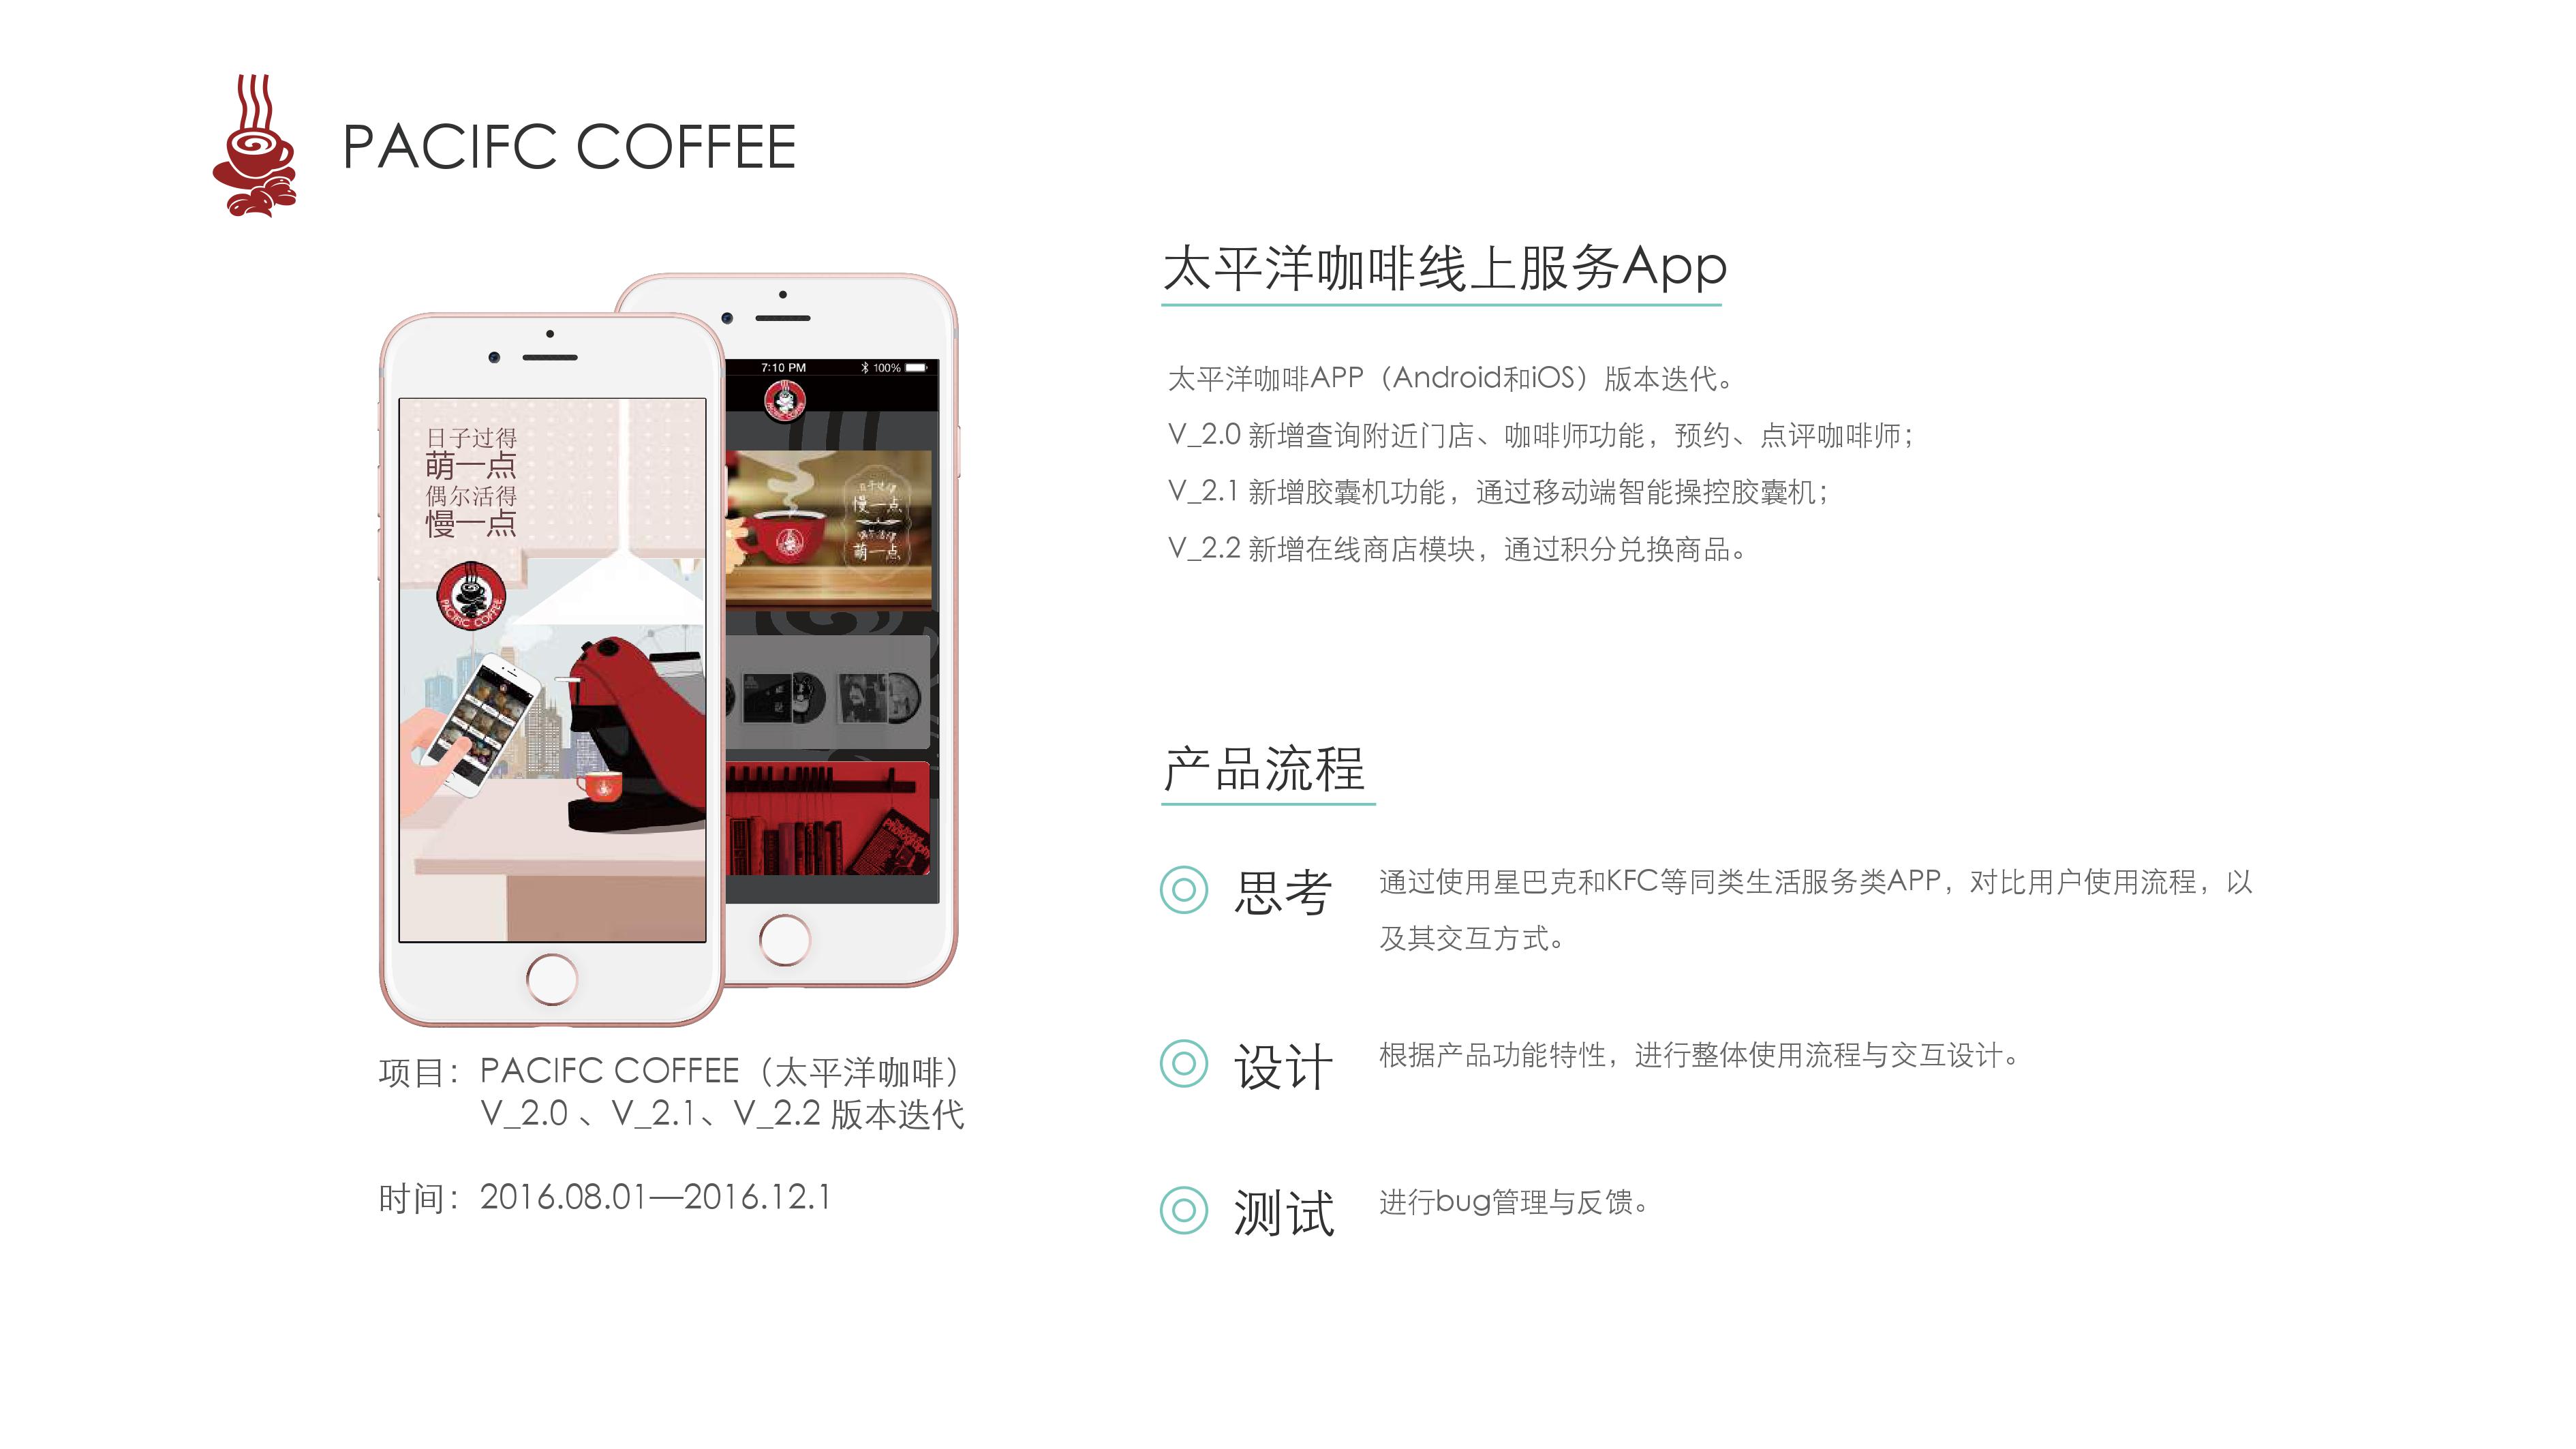 PACIFC COFFEE
太平洋咖啡线上服务App
太平洋咖啡APP（Android和iOS）版本迭代。
V_2.0 新增查询附近门店、咖啡师功能，预约、点评咖啡师；
V_2.1 新增胶囊机功能，通过移动端智能操控胶囊机；
V_2.2 新增在线商店模块，通过积分兑换商品。
日子过得
萌一点
偶尔活得
慢一点
PACIFIC COFFEE
7:10 PM
100%
日子过得
慢一点
偶尔活得
萌一点
Photography
产品流程
思考
通过使用星巴克和KFC等同类生活服务类APP，对比用户使用流程，以
及其交互方式。
设计
根据产品功能特性，进行整体使用流程与交互设计。
测试
进行bug管理与反馈。
项目：PACIFC COFFEE（太平洋咖啡）
V_2.0 、V_2.1、V_2.2 版本迭代
时间：2016.08.01—2016.12.1